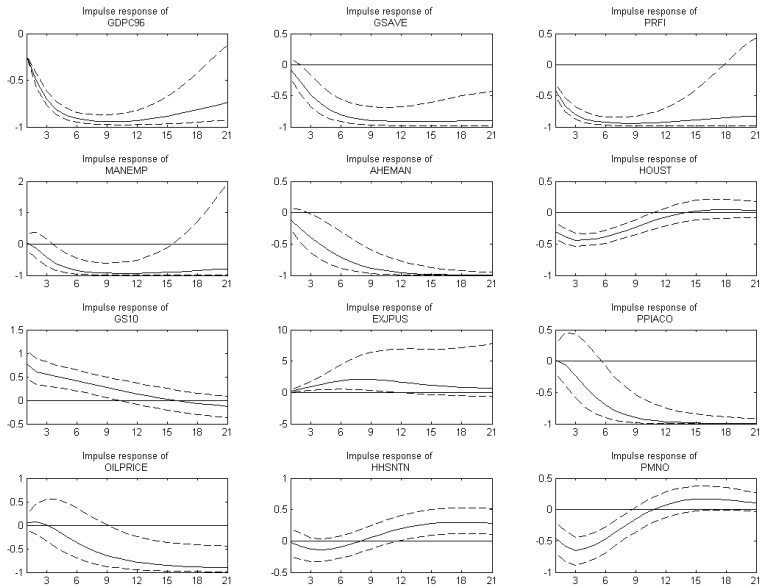 Impulse response of
GDPC96
0
-0.5
-1
3 6 9 12 15 18 21
Impulse response of
GSAVE
0.5
0
-0.5
-1
3 6 9 12 15 18 21
Impulse response of
PRFI
0.5
0
-0.5
-1
3 6 9 12 15 18 21
Impulse response of
MANEMP
2
1
0
-1
3 6 9 12 15 18 21
Impulse response of
AHEMAN
0.5
0
-0.5
-1
3 6 9 12 15 18 21
Impulse response of
HOUST
0.5
0
-0.5
-1
3 6 9 12 15 18 21
Impulse response of
GS10
1.5
1
0.5
0
-0.5
3 6 9 12 15 18 21
Impulse response of
EXJPUS
10
5
0
-5
3 6 9 12 15 18 21
Impulse response of
PPIACO
0.5
0
-0.5
-1
3 6 9 12 15 18 21
Impulse response of
OILPRICE
1
0.5
0
-0.5
-1
3 6 9 12 15 18 21
Impulse response of
HHSNTN
1
0.5
0
-0.5
3 6 9 12 15 18 21
Impulse response of
PMNO
0.5
0
-0.5
-1
3 6 9 12 15 18 21